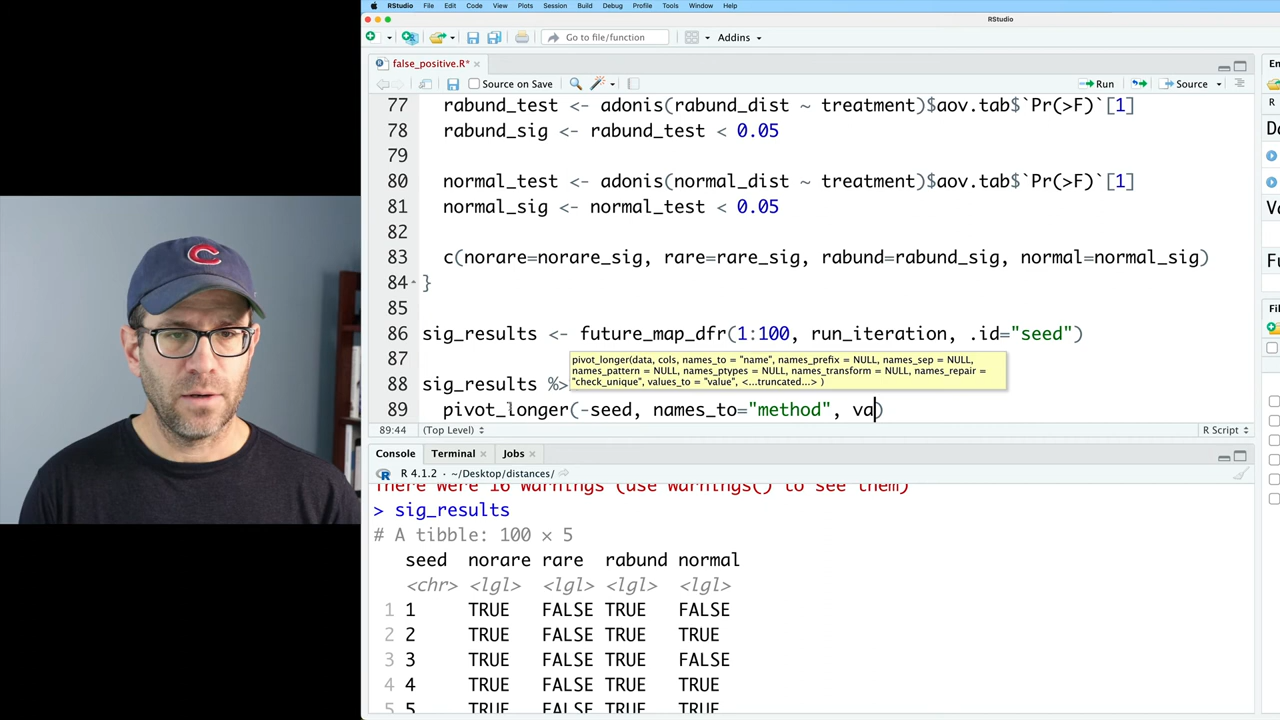 RStudio File Edit Code View Plots Session Build Debug Profile Tools Window Help
RStudio
Go to file/function Addins
false_positive.R*
Source on Save Run Source
77 rabund_test <- adonis(rabund_dist ~ treatment)$aov.tab$`Pr(>F)`[1]
78 rabund_sig <- rabund_test < 0.05
79
80 normal_test <- adonis(normal_dist ~ treatment)$aov.tab$`Pr(>F)`[1]
81 normal_sig <- normal_test < 0.05
82
83 c(norare=norare_sig, rare=rare_sig, rabund=rabund_sig, normal=normal_sig)
84 }
85
86 sig_results <- future_map_dfr(1:100, run_iteration, .id="seed")
87
pivot_longer(data, cols, names_to = "name", names_prefix = NULL, names_sep = NULL,
names_pattern = NULL, names_ptypes = NULL, names_transform = NULL, names_repair =
"check_unique", values_to = "value", <...truncated...> )
88 sig_results %>
89 pivot_longer(-seed, names_to="method", va)
89:44 (Top Level) R Script
Console Terminal Jobs
R 4.1.2 · ~/Desktop/distances/
There were 16 warnings (use warnings() to see them)
> sig_results
# A tibble: 100 × 5
seed norare rare rabund normal
<chr> <lgl> <lgl> <lgl> <lgl>
1 1 TRUE FALSE TRUE FALSE
2 2 TRUE FALSE TRUE TRUE
3 3 TRUE FALSE TRUE FALSE
4 4 TRUE FALSE TRUE TRUE
5 5 TRUE FALSE TRUE TRUE
C